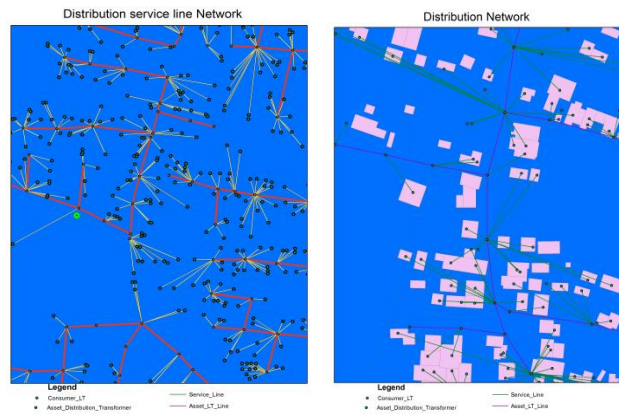 Distribution service line Network
Legend
Consumer_LT
Asset_Distribution_Transformer
Service_Line
Asset_LT_Line
Distribution Network
Legend
Consumer_LT
Asset_Distribution_Transformer
Service_Line
Asset_LT_Line